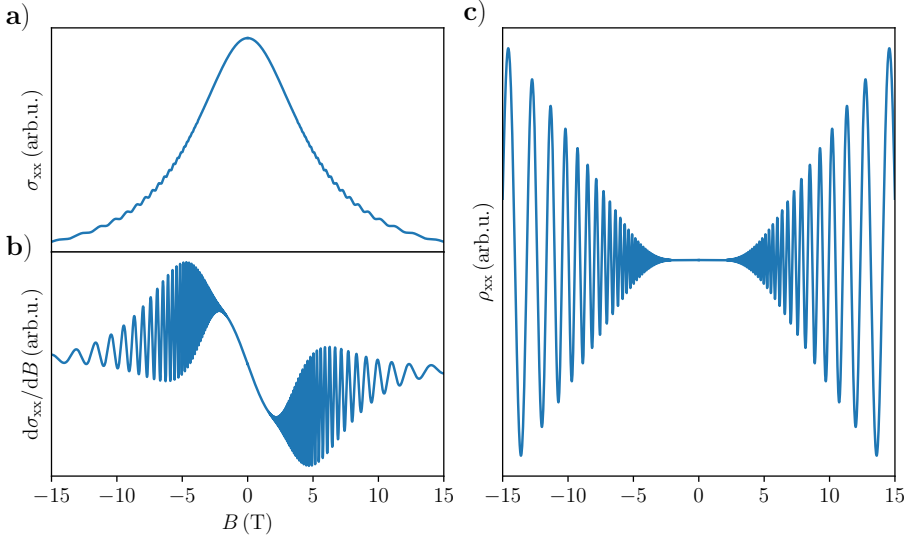 a)
σxx (arb.u.)
b)
dσxx/dB (arb.u.)
−15 −10 −5 0 5 10 15
B (T)
c)
ρxx (arb.u.)
−15 −10 −5 0 5 10 15